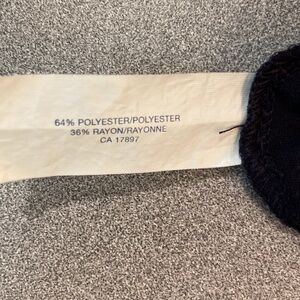 64% POLYESTER/POLYESTER
36% RAYON/RAYONNE
CA 17897